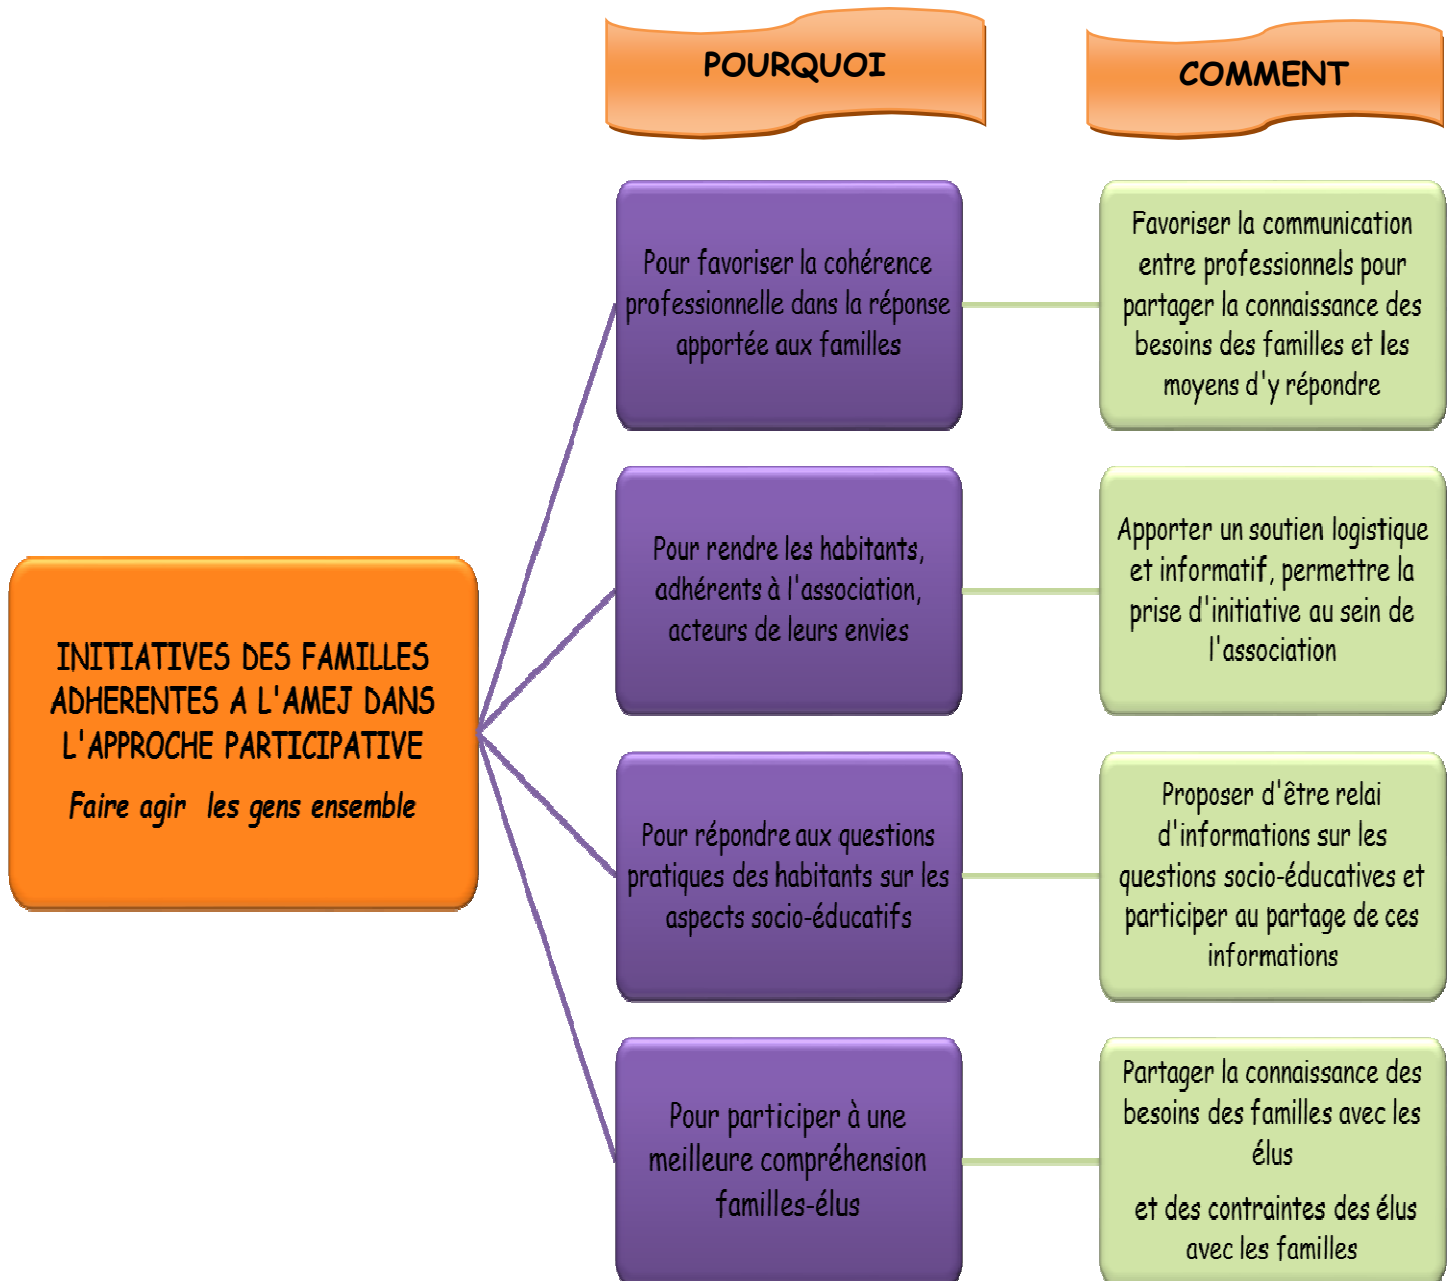 POURQUOI
COMMENT
INITIATIVES DES FAMILLES
ADHERENTES A L'AMEJ DANS
L'APPROCHE PARTICIPATIVE
Faire agir les gens ensemble
Pour favoriser la cohérence
professionnelle dans la réponse
apportée aux familles
Favoriser la communication
entre professionnels pour
partager la connaissance des
besoins des familles et les
moyens d'y répondre
Pour rendre les habitants,
adhérents à l'association,
acteurs de leurs envies
Apporter un soutien logistique
et informatif, permettre la
prise d'initiative au sein de
l'association
Pour répondre aux questions
pratiques des habitants sur les
aspects socio-éducatifs
Proposer d'être relai
d'informations sur les
questions socio-éducatives et
participer au partage de ces
informations
Pour participer à une
meilleure compréhension
familles-élus
Partager la connaissance des
besoins des familles avec les
élus
et des contraintes des élus
avec les familles